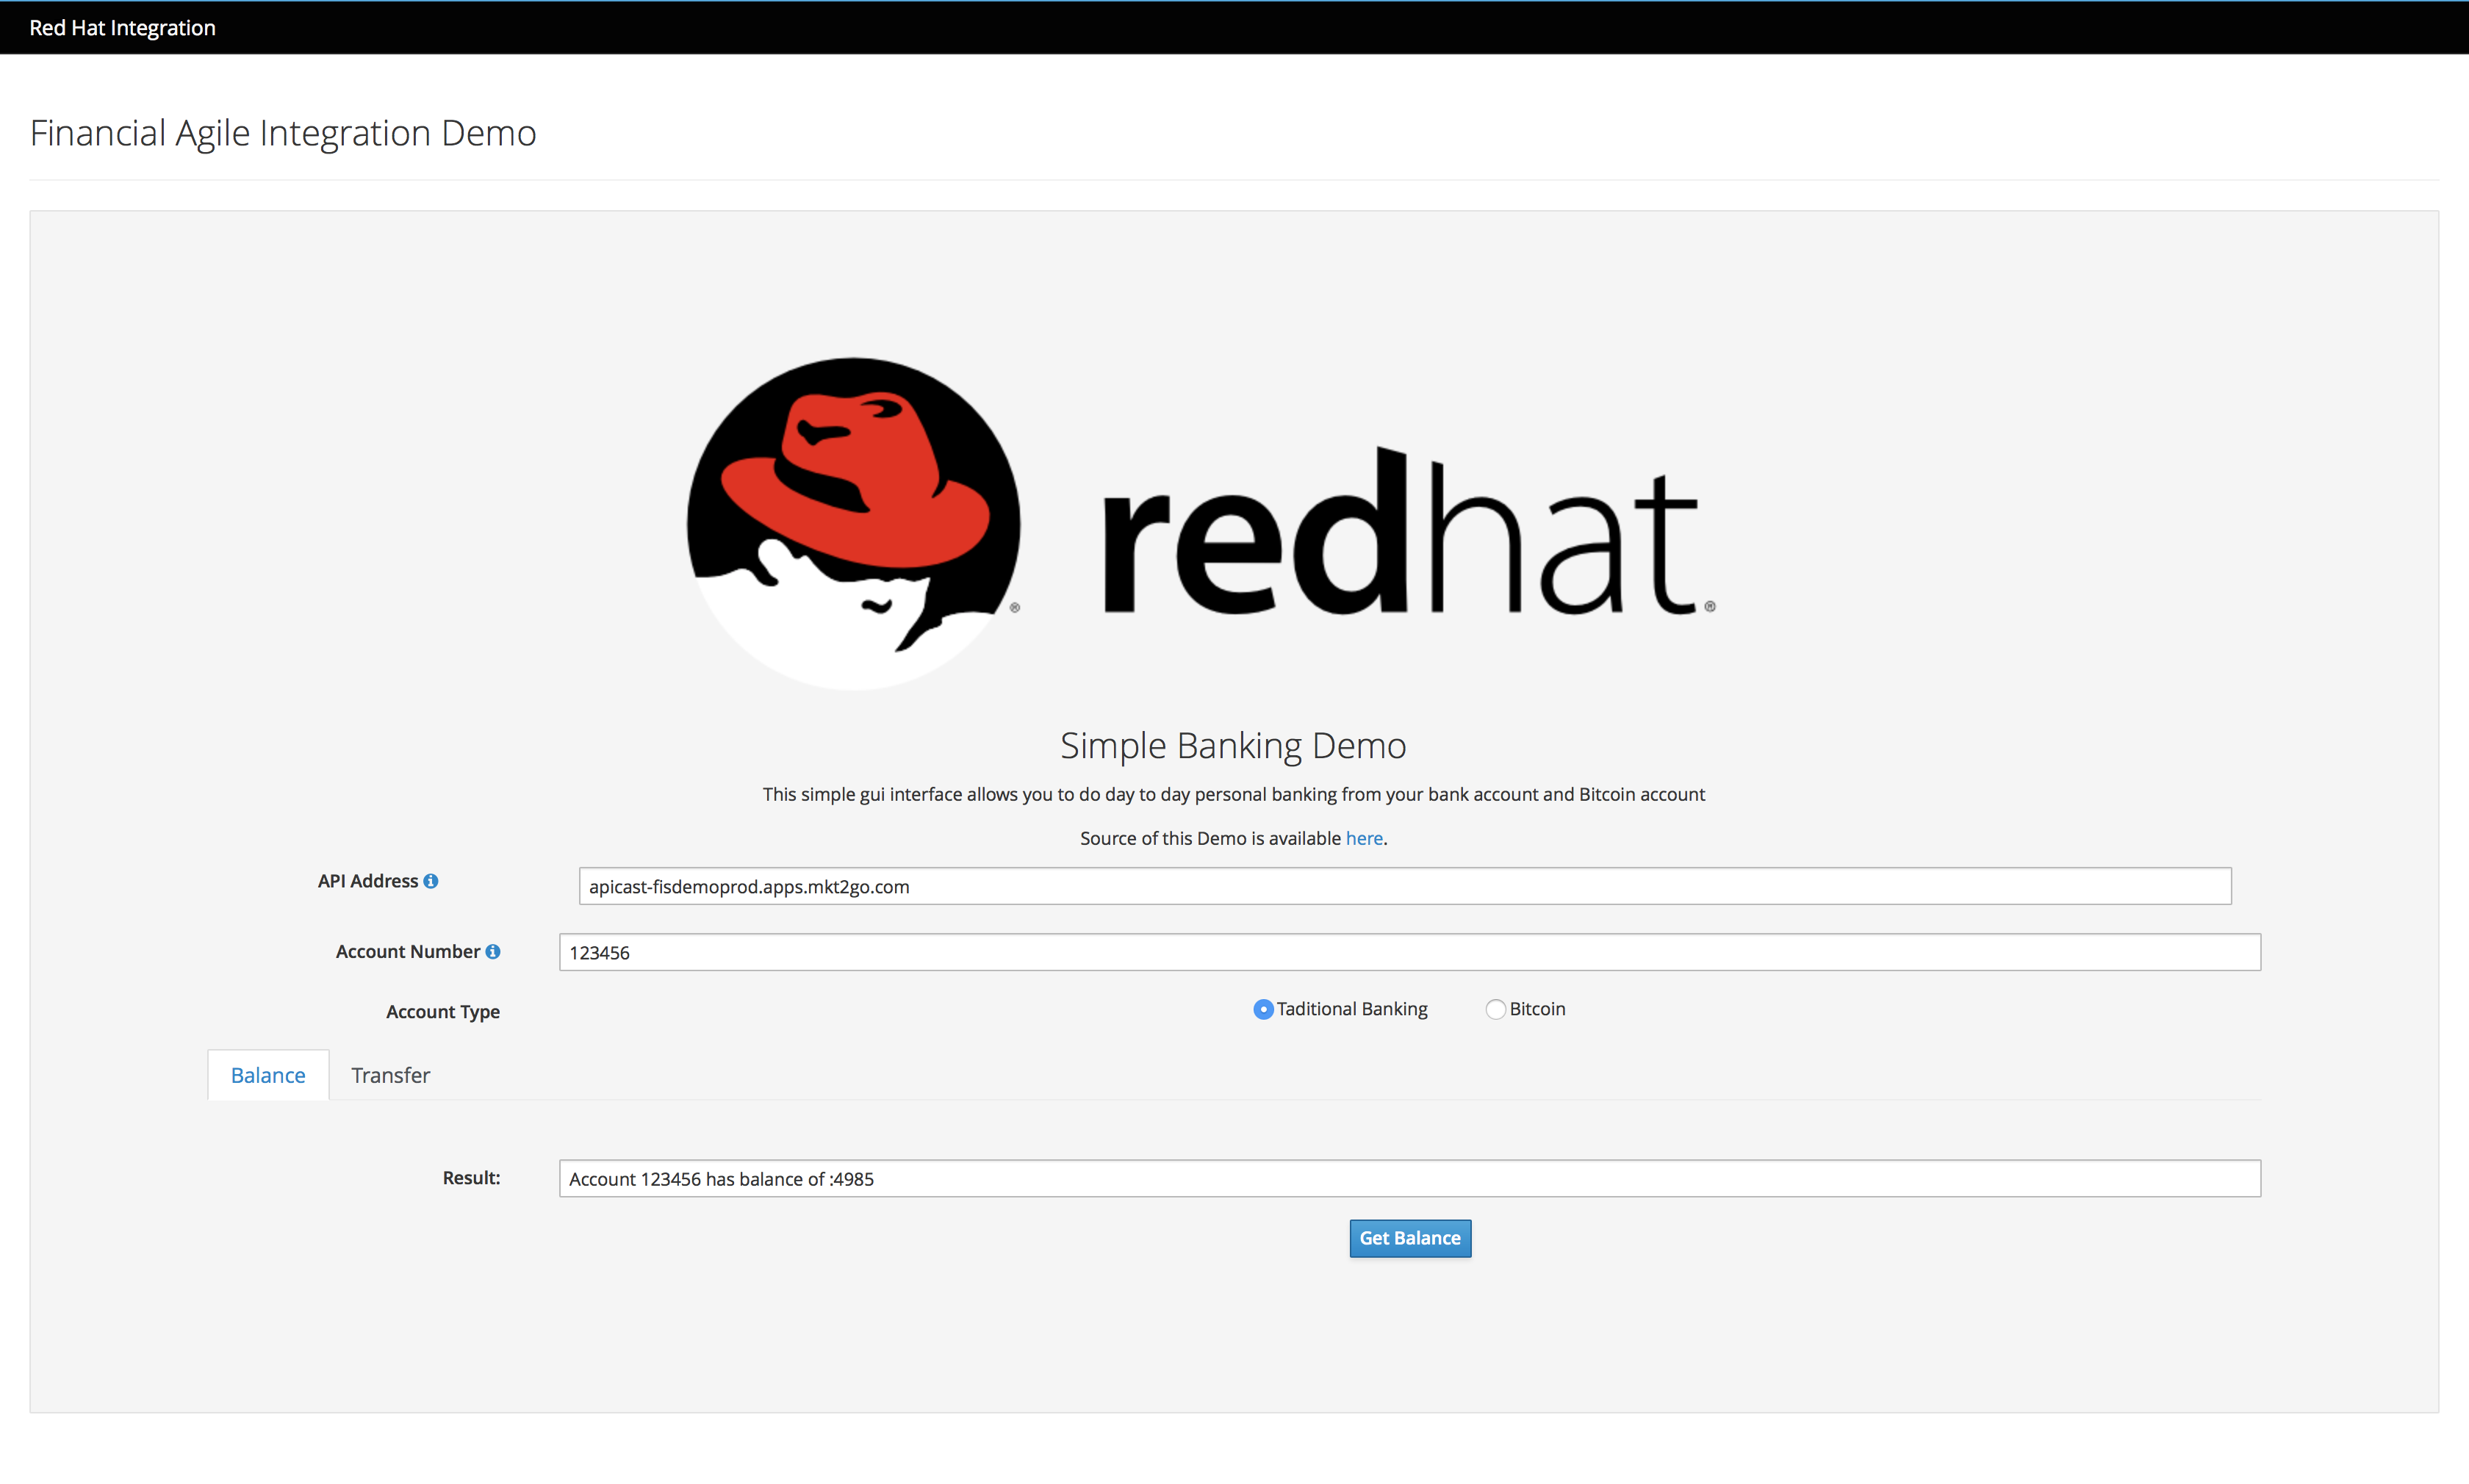 Red Hat Integration
Financial Agile Integration Demo
redhat.
Simple Banking Demo
This simple gui interface allows you to do day to day personal banking from your bank account and Bitcoin account
Source of this Demo is available here.
API Address
apicast-fisdemoprod.apps.mkt2go.com
Account Number
123456
Account Type
Taditional Banking
Bitcoin
Balance
Transfer
Result:
Account 123456 has balance of :4985
Get Balance